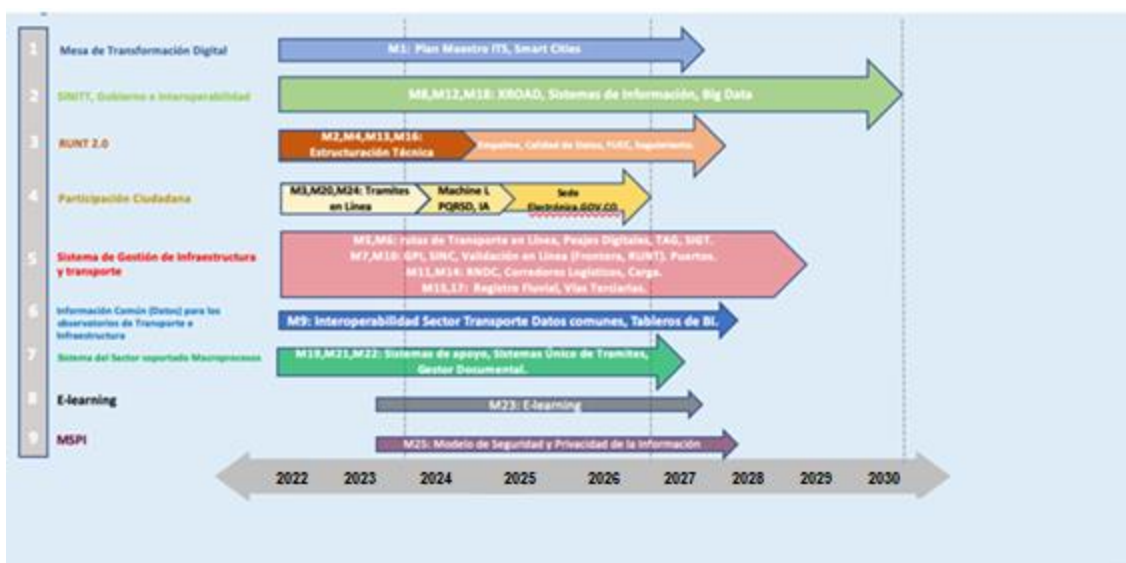 1
Mesa de Transformación Digital
M1: Plan Maestro ITS, Smart Cities
2
SINITT, Gobierno e Interoperabilidad
M8,M12,M18: XROAD, Sistemas de Información, Big Data
3
RUNT 2.0
M2,M4,M13,M16:
Estructuración Técnica
Empalme, Calidad de Datos, FURC, Seguimiento.
4
Participación Ciudadana
M3,M20,M24: Tramites
en Línea
Machine L
PQRSD, IA
Sede
Electrónica.GOV.CO
5
Sistema de Gestión de Infraestructura
y transporte
M5,M6: rutas de Transporte en Línea, Peajes Digitales, TAG, SIGT.
M7,M10: GPI, SINC, Validación en Línea (Frontera, RUNT). Puertos.
M11,M14: RNDC, Corredores Logísticos, Carga.
M15,17: Registro Fluvial, Vías Terciarias.
6
Información Común (Datos) para los
observatorios de Transporte e
Infraestructura
M9: Interoperabilidad Sector Transporte Datos comunes, Tableros de BI.
7
Sistema del Sector soportado Macroprocesos
M19,M21,M22: Sistemas de apoyo, Sistemas Único de Tramites,
Gestor Documental.
8
E-learning
M23: E-learning
9
MSPI
M25: Modelo de Seguridad y Privacidad de la Información
2022 2023 2024 2025 2026 2027 2028 2029 2030